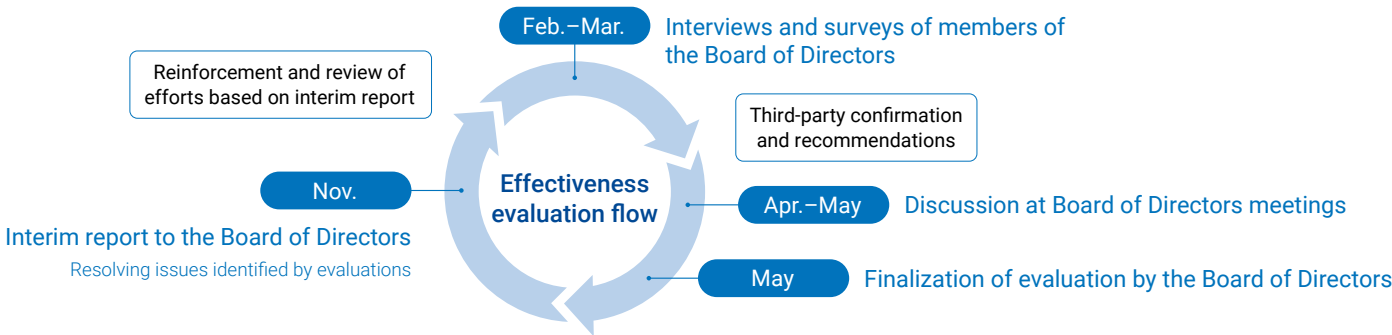 Feb.–Mar.
Interviews and surveys of members of
the Board of Directors
Reinforcement and review of
efforts based on interim report
Third-party confirmation
and recommendations
Effectiveness
evaluation flow
Nov.
Interim report to the Board of Directors
Resolving issues identified by evaluations
Apr.–May
Discussion at Board of Directors meetings
May
Finalization of evaluation by the Board of Directors